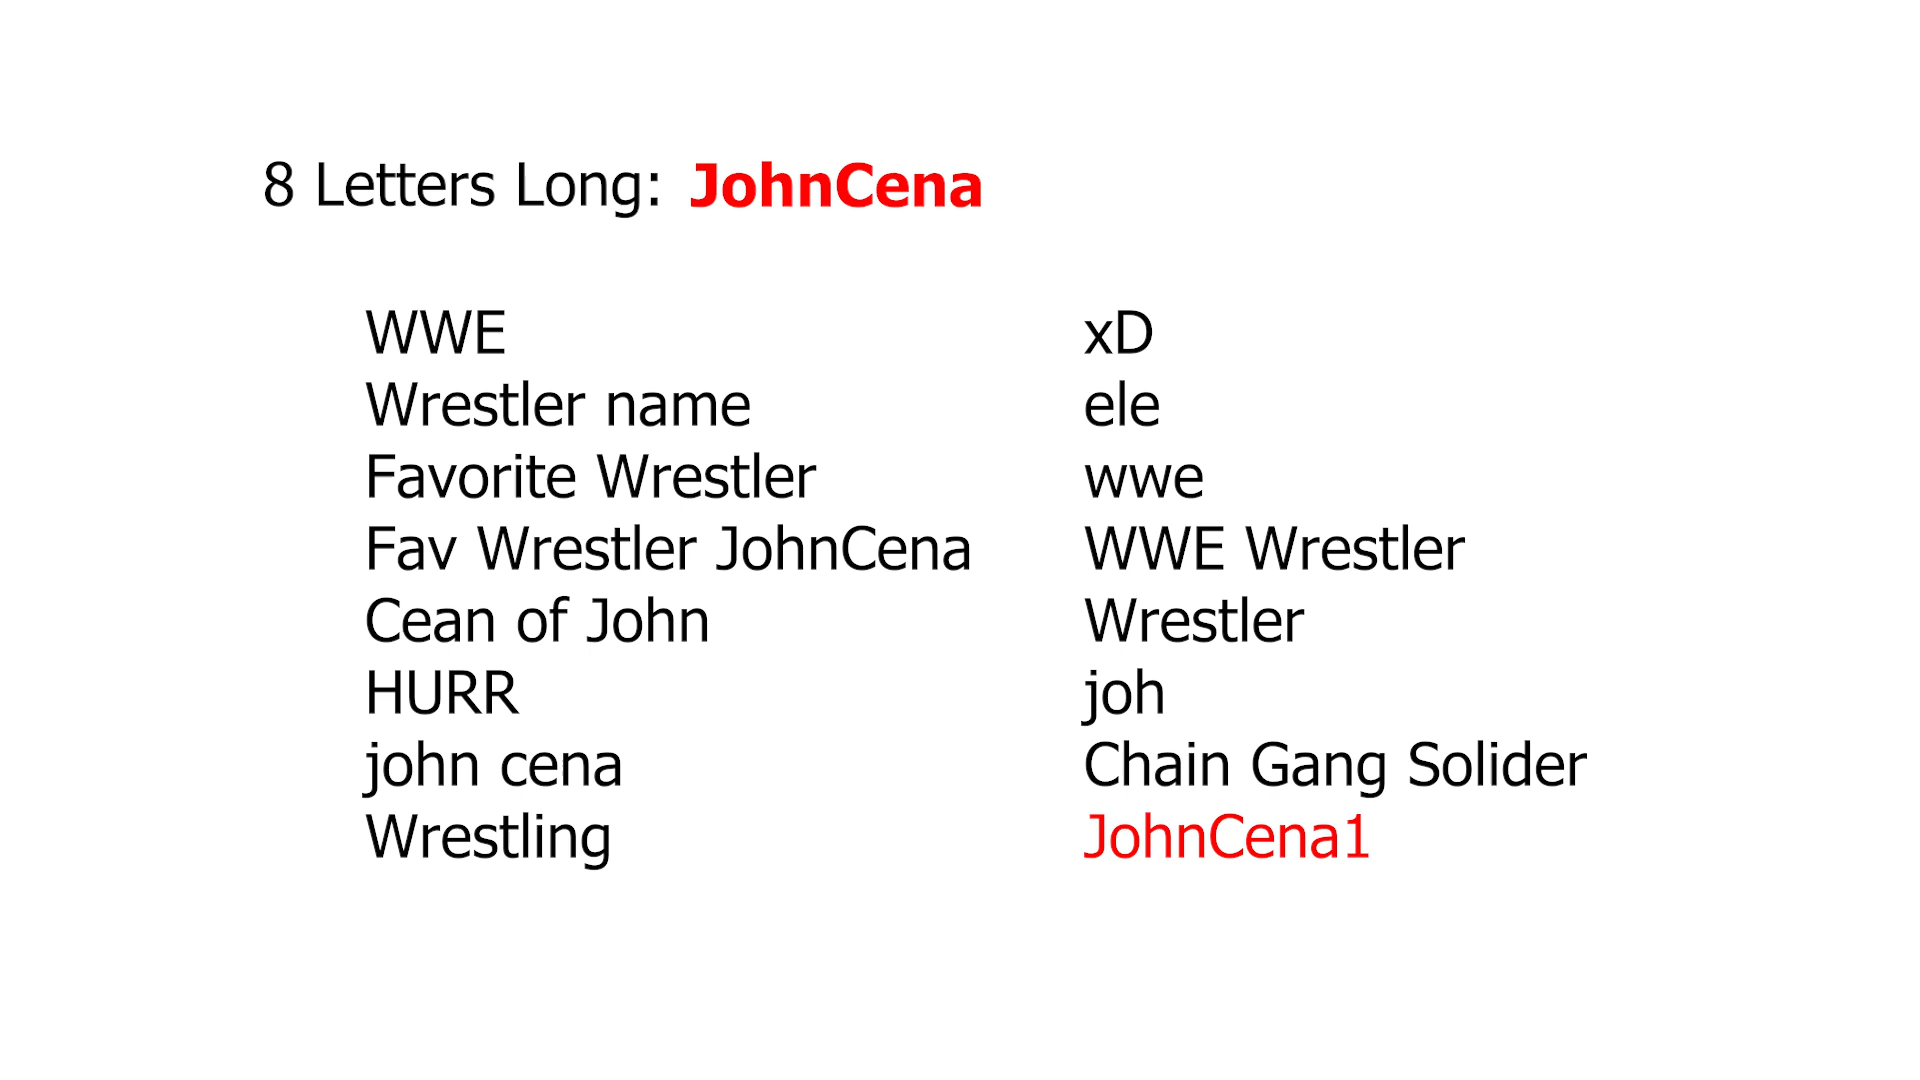 8 Letters Long: JohnCena
WWE
Wrestler name
Favorite Wrestler
Fav Wrestler JohnCena
Cean of John
HURR
john cena
Wrestling
xD
ele
wwe
WWE Wrestler
Wrestler
joh
Chain Gang Solider
JohnCena1